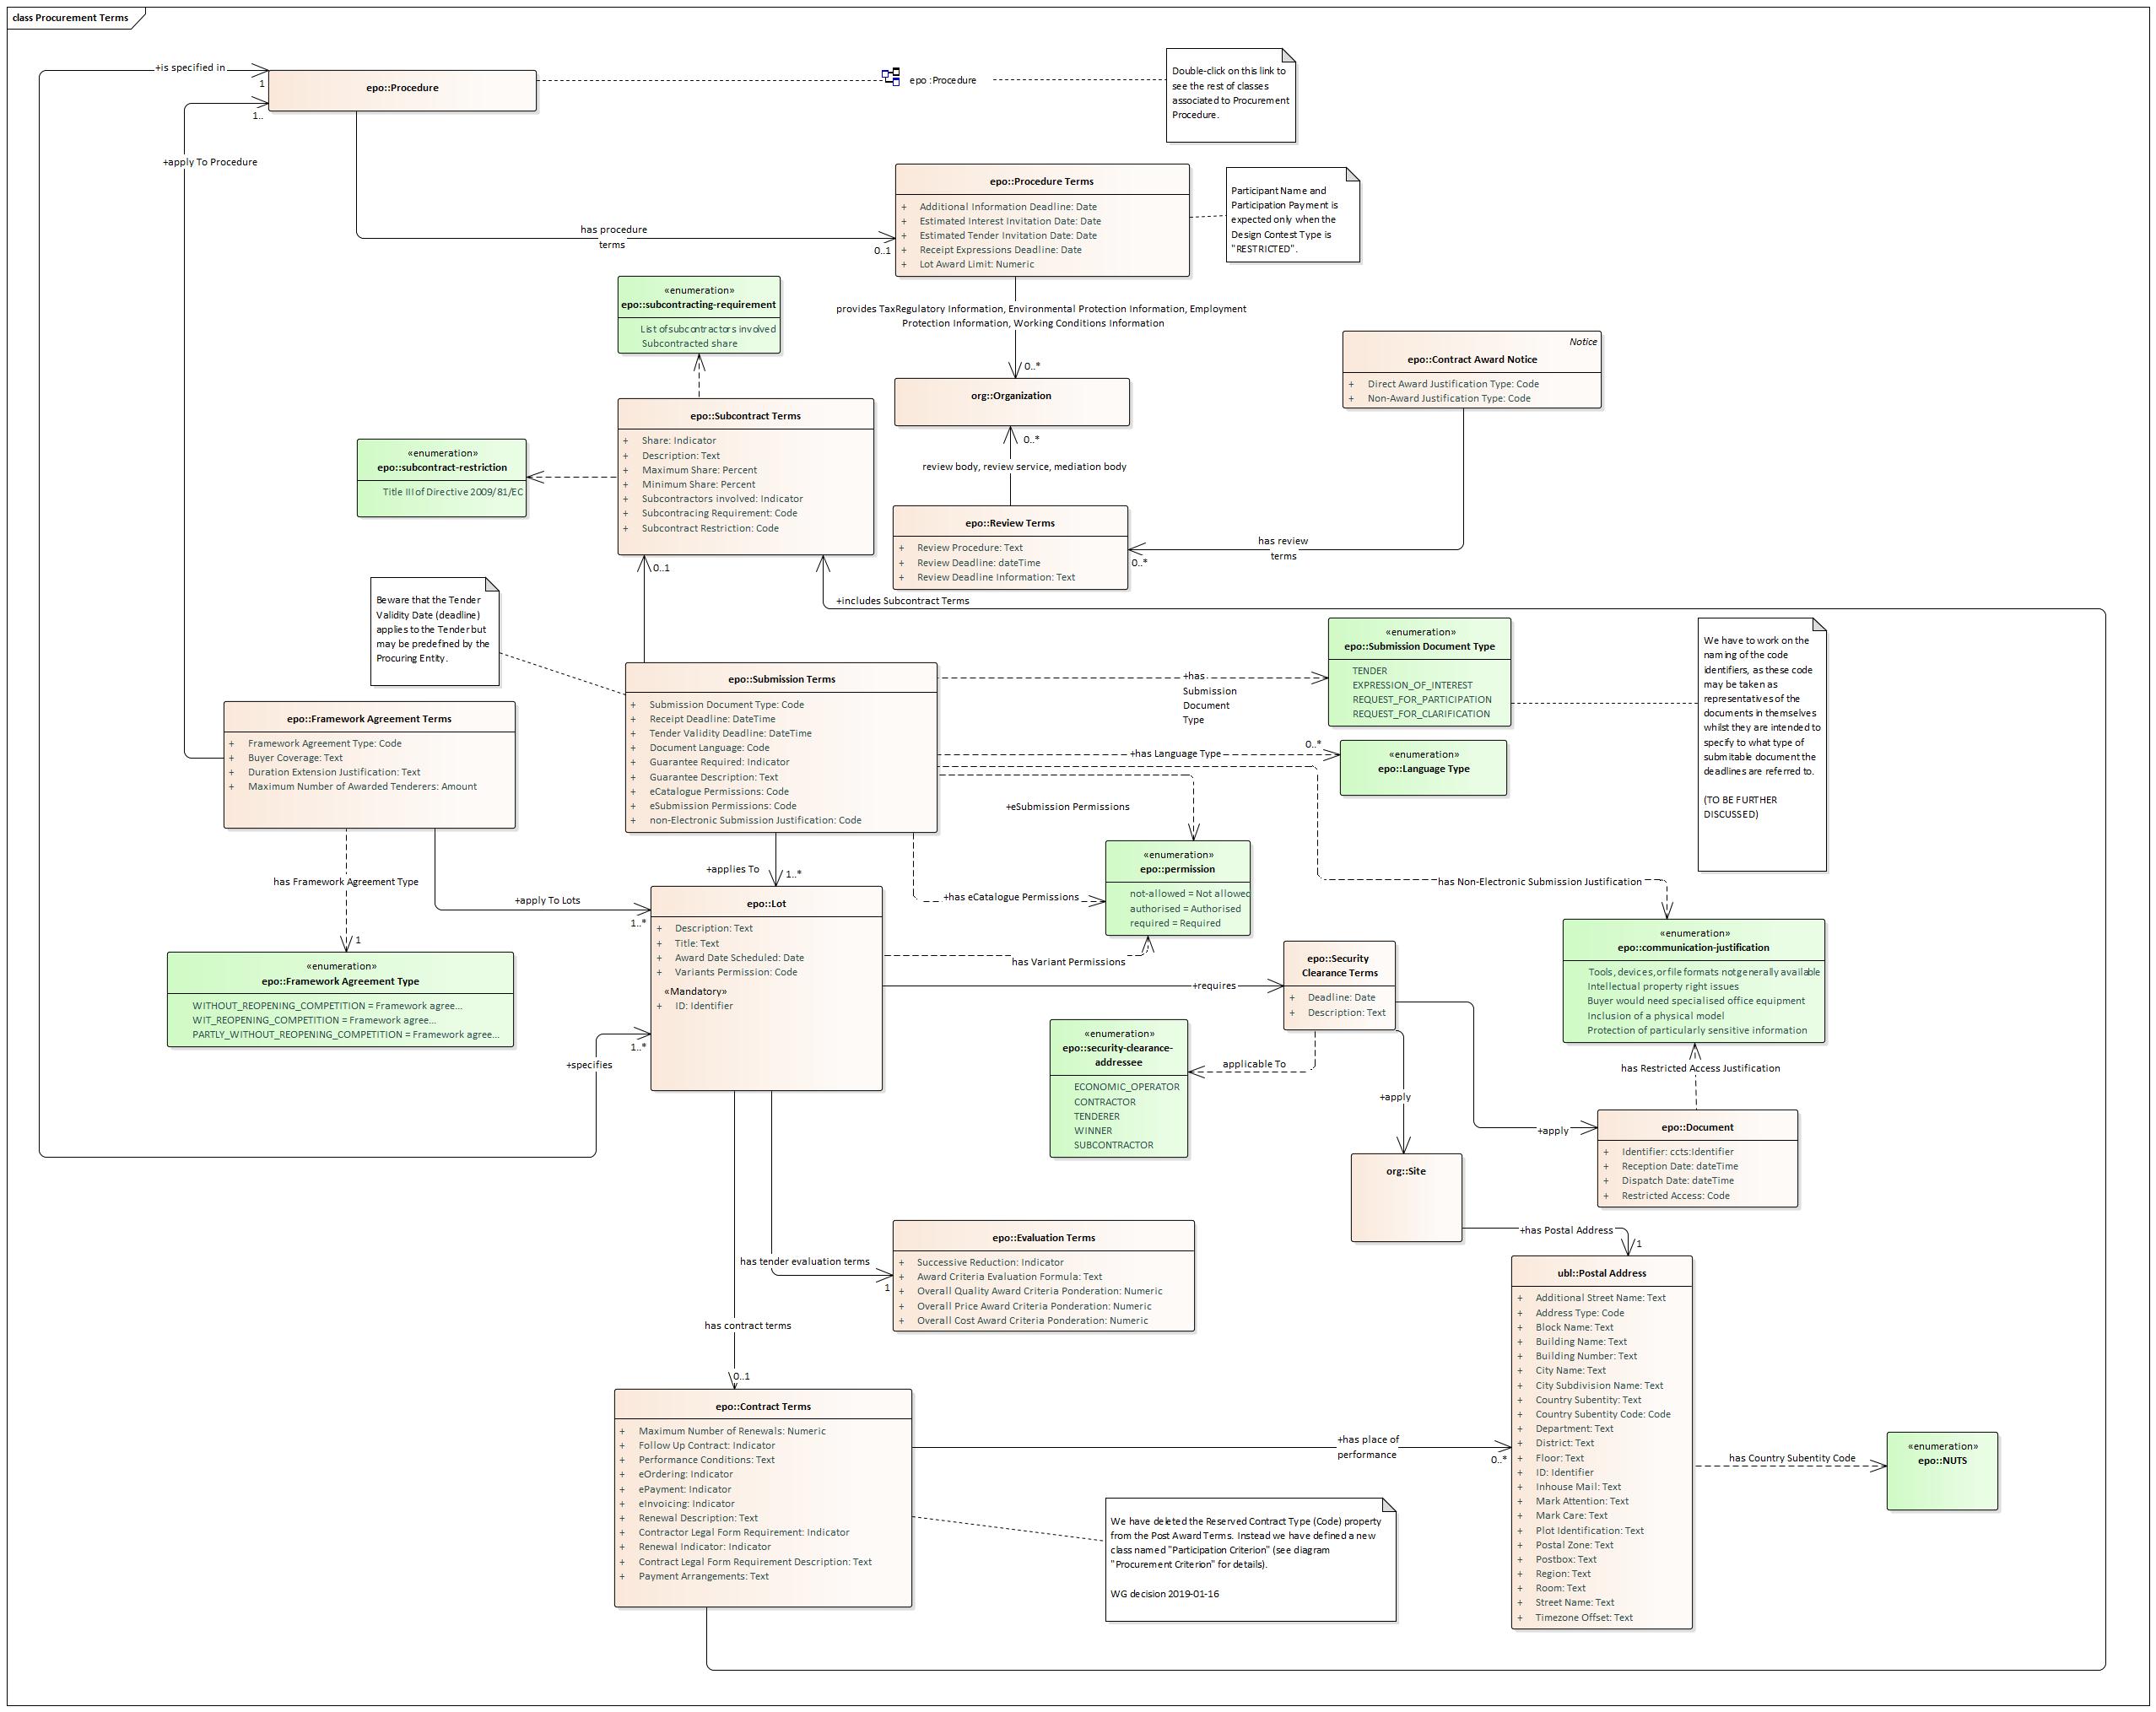 class Procurement Terms
+is specified in
1
epo::Procedure
epo :Procedure
Double-click on this link to
see the rest of classes
associated to Procurement
Procedure.
1..
+apply To Procedure
has procedure
terms
0..1
epo::Procedure Terms
+ Additional Information Deadline: Date
+ Estimated Interest Invitation Date: Date
+ Estimated Tender Invitation Date: Date
+ Receipt Expressions Deadline: Date
+ Lot Award Limit: Numeric
Participant Name and
Participation Payment is
expected only when the
Design Contest Type is
"RESTRICTED".
«enumeration»
epo::subcontracting-requirement
List of subcontractors involved
Subcontracted share
provides TaxRegulatory Information, Environmental Protection Information, Employment
Protection Information, Working Conditions Information
0..*
org::Organization
Notice
epo::Contract Award Notice
+ Direct Award Justification Type: Code
+ Non-Award Justification Type: Code
epo::Subcontract Terms
+ Share: Indicator
+ Description: Text
+ Maximum Share: Percent
+ Minimum Share: Percent
+ Subcontractors involved: Indicator
+ Subcontracing Requirement: Code
+ Subcontract Restriction: Code
«enumeration»
epo::subcontract-restriction
Title III of Directive 2009/81/EC
0..*
review body, review service, mediation body
epo::Review Terms
+ Review Procedure: Text
+ Review Deadline: dateTime
+ Review Deadline Information: Text
has review
terms
0..*
0..1
+includes Subcontract Terms
Beware that the Tender
Validity Date (deadline)
applies to the Tender but
may be predefined by the
Procuring Entity.
epo::Submission Terms
+ Submission Document Type: Code
+ Receipt Deadline: DateTime
+ Tender Validity Deadline: DateTime
+ Document Language: Code
+ Guarantee Required: Indicator
+ Guarantee Description: Text
+ eCatalogue Permissions: Code
+ eSubmission Permissions: Code
+ non-Electronic Submission Justification: Code
+has
Submission
Document
Type
«enumeration»
epo::Submission Document Type
TENDER
EXPRESSION_OF_INTEREST
REQUEST_FOR_PARTICIPATION
REQUEST_FOR_CLARIFICATION
We have to work on the
naming of the code
identifiers, as these code
may be taken as
representatives of the
documents in themselves
whilst they are intended to
specify to what type of
submitable document the
deadlines are referred to.
(TO BE FURTHER
DISCUSSED)
epo::Framework Agreement Terms
+ Framework Agreement Type: Code
+ Buyer Coverage: Text
+ Duration Extension Justification: Text
+ Maximum Number of Awarded Tenderers: Amount
+has Language Type
0..*
«enumeration»
epo::Language Type
+eSubmission Permissions
«enumeration»
epo::permission
not-allowed = Not allowed
authorised = Authorised
required = Required
+has eCatalogue Permissions
+has Non-Electronic Submission Justification
+applies To
1..*
has Framework Agreement Type
1
+apply To Lots
1..*
epo::Lot
+ Description: Text
+ Title: Text
+ Award Date Scheduled: Date
+ Variants Permission: Code
«Mandatory»
+ ID: Identifier
has Variant Permissions
«enumeration»
epo::Framework Agreement Type
WITHOUT_REOPENING_COMPETITION = Framework agree...
WIT_REOPENING_COMPETITION = Framework agree...
PARTLY_WITHOUT_REOPENING_COMPETITION = Framework agree...
1..*
+specifies
+requires
epo::Security
Clearance Terms
+ Deadline: Date
+ Description: Text
«enumeration»
epo::communication-justification
Tools, devices, or file formats not generally available
Intellectual property right issues
Buyer would need specialised office equipment
Inclusion of a physical model
Protection of particularly sensitive information
«enumeration»
epo::security-clearance-
addressee
ECONOMIC_OPERATOR
CONTRACTOR
TENDERER
WINNER
SUBCONTRACTOR
applicable To
+apply
+apply
has Restricted Access Justification
epo::Document
+ Identifier: ccts:Identifier
+ Reception Date: dateTime
+ Dispatch Date: dateTime
+ Restricted Access: Code
org::Site
+has Postal Address
1
has tender evaluation terms
1
epo::Evaluation Terms
+ Successive Reduction: Indicator
+ Award Criteria Evaluation Formula: Text
+ Overall Quality Award Criteria Ponderation: Numeric
+ Overall Price Award Criteria Ponderation: Numeric
+ Overall Cost Award Criteria Ponderation: Numeric
has contract terms
0..1
ubl::Postal Address
+ Additional Street Name: Text
+ Address Type: Code
+ Block Name: Text
+ Building Name: Text
+ Building Number: Text
+ City Name: Text
+ City Subdivision Name: Text
+ Country Subentity: Text
+ Country Subentity Code: Code
+ Department: Text
+ District: Text
+ Floor: Text
+ ID: Identifier
+ Inhouse Mail: Text
+ Mark Attention: Text
+ Mark Care: Text
+ Plot Identification: Text
+ Postal Zone: Text
+ Postbox: Text
+ Region: Text
+ Room: Text
+ Street Name: Text
+ Timezone Offset: Text
epo::Contract Terms
+ Maximum Number of Renewals: Numeric
+ Follow Up Contract: Indicator
+ Performance Conditions: Text
+ eOrdering: Indicator
+ ePayment: Indicator
+ eInvoicing: Indicator
+ Renewal Description: Text
+ Contractor Legal Form Requirement: Indicator
+ Renewal Indicator: Indicator
+ Contract Legal Form Requirement Description: Text
+ Payment Arrangements: Text
+has place of
performance
0..*
has Country Subentity Code
«enumeration»
epo::NUTS
We have deleted the Reserved Contract Type (Code) property
from the Post Award Terms. Instead we have defined a new
class named "Participation Criterion" (see diagram
"Procurement Criterion" for details).
WG decision 2019-01-16